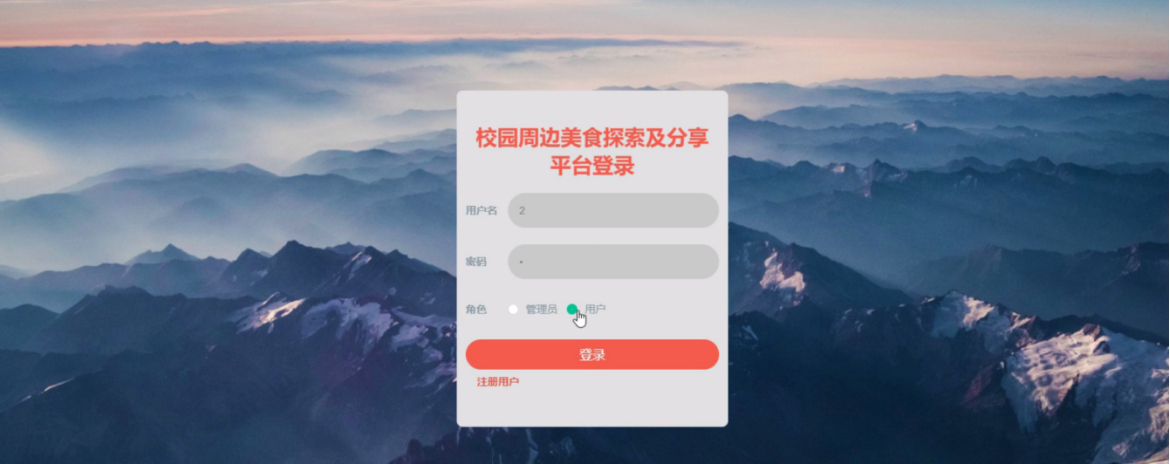 校园周边美食探索及分享
平台登录
用户名 2
密码 •
角色 管理员 用户
登录
注册用户